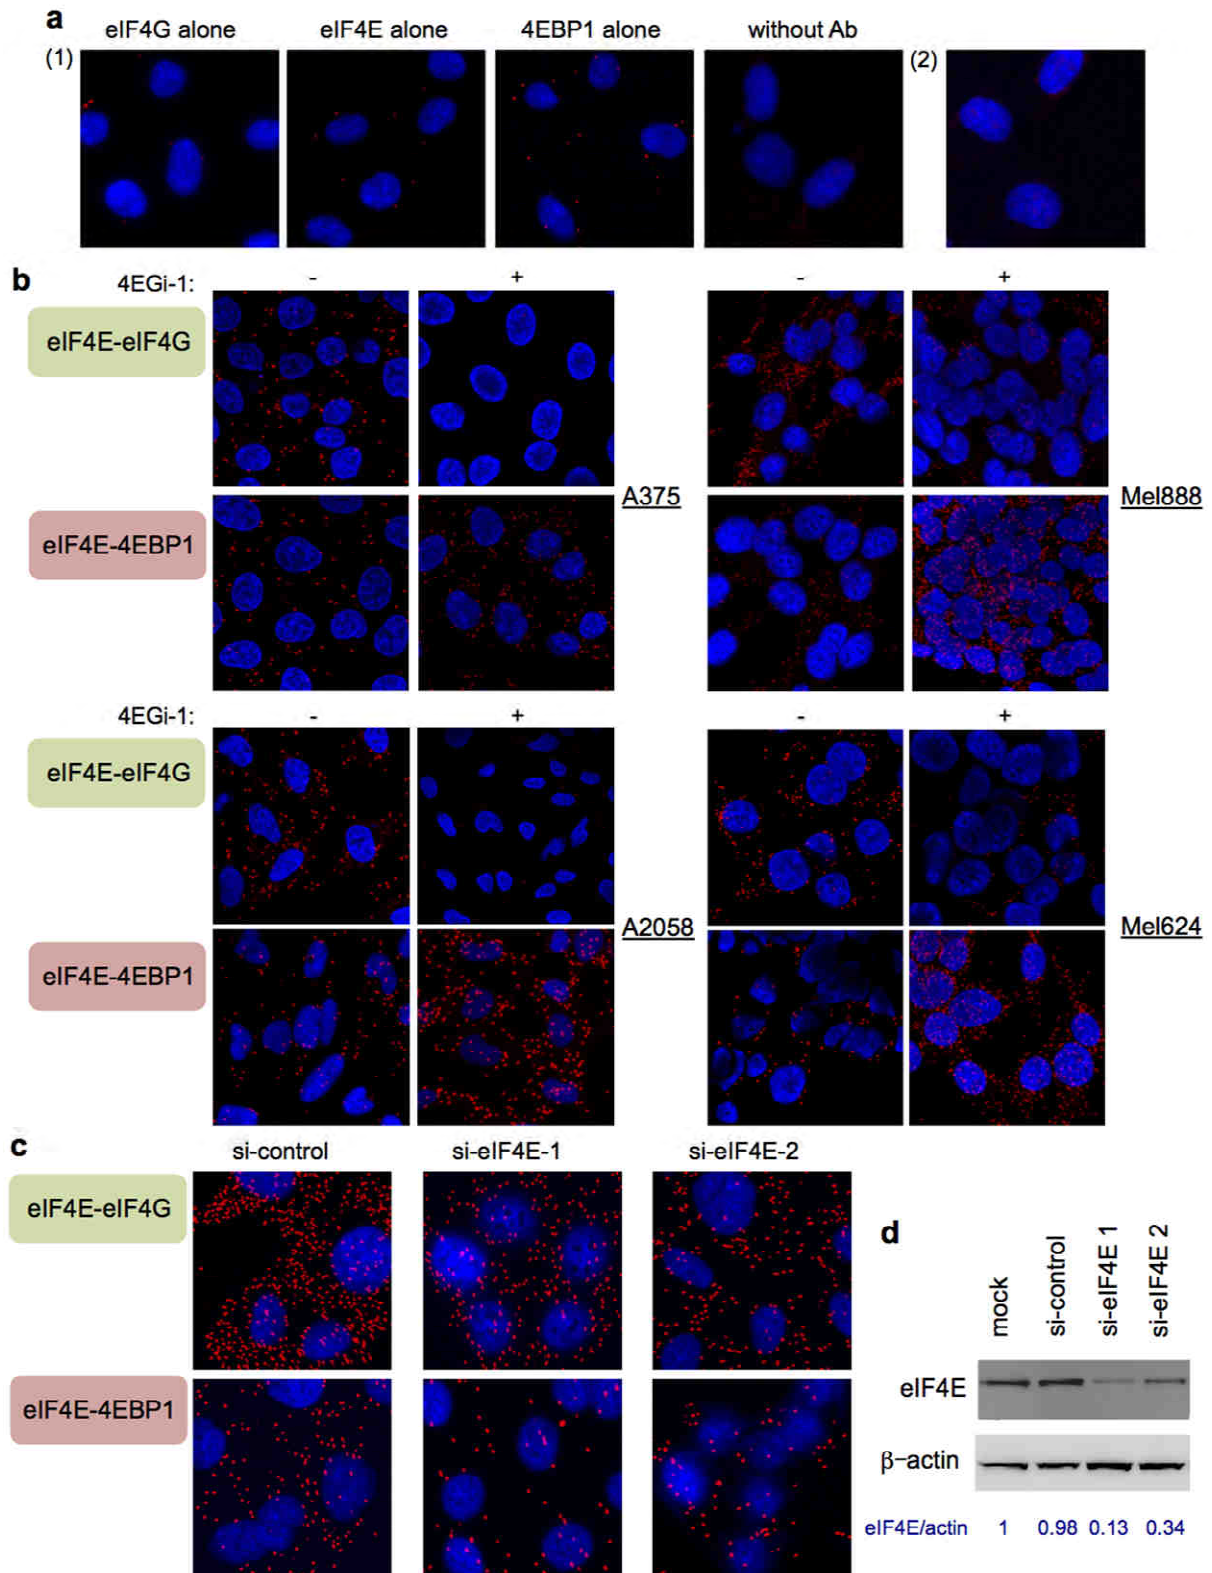 a
eIF4G alone eIF4E alone 4EBP1 alone without Ab
(1) (2)
b
4EGi-1: - + - +
eIF4E-eIF4G
A375 Mel888
eIF4E-4EBP1
4EGi-1: - + - +
eIF4E-eIF4G
A2058 Mel624
eIF4E-4EBP1
c
si-control si-eIF4E-1 si-eIF4E-2
eIF4E-eIF4G
eIF4E-4EBP1
d
mock si-control si-eIF4E 1 si-eIF4E 2
eIF4E
β-actin
eIF4E/actin 1 0.98 0.13 0.34